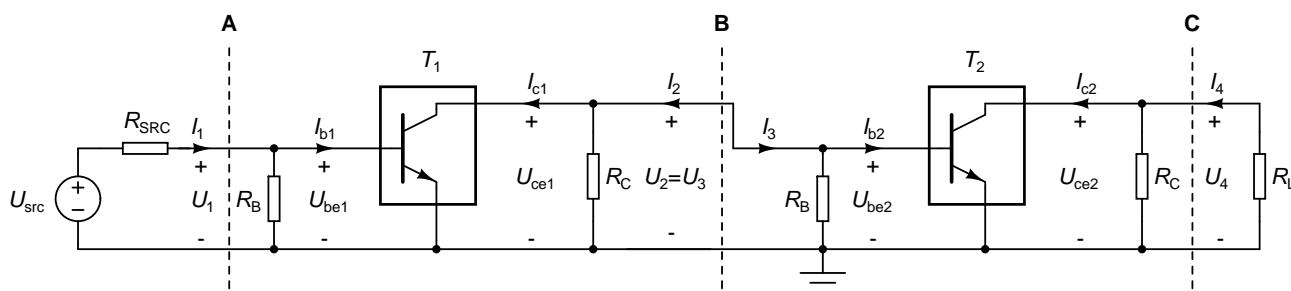 A B C
T1 T2
Ic1 I2 Ic2 I4
RSRC I1 Ib1 + + I3 Ib2 + +
+ + + +
Usrc + − U1 RB Ube1 Uce1 RC U2=U3 RB Ube2 Uce2 RC U4 RL
- - - - - - -